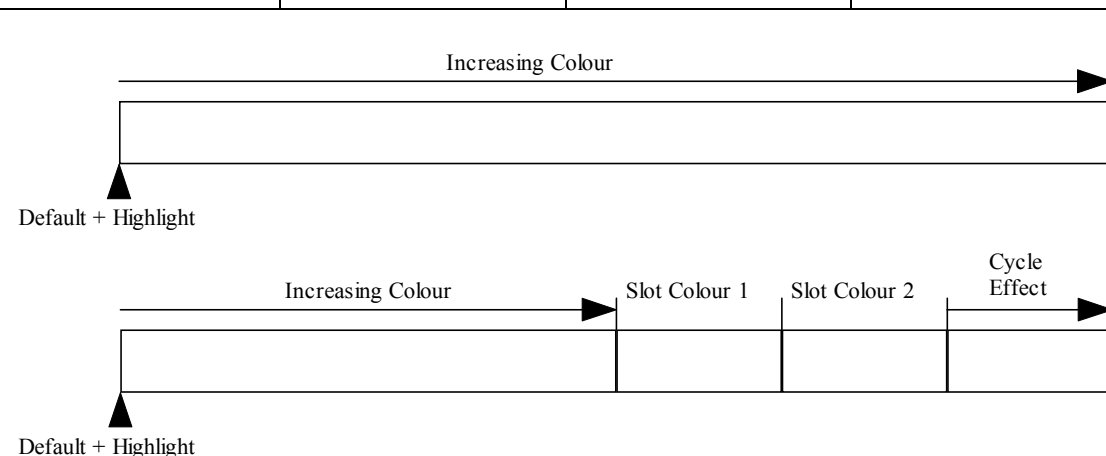 Increasing Colour
Default + Highlight
Cycle
Increasing Colour Slot Colour 1 Slot Colour 2 Effect
Default + Highlight